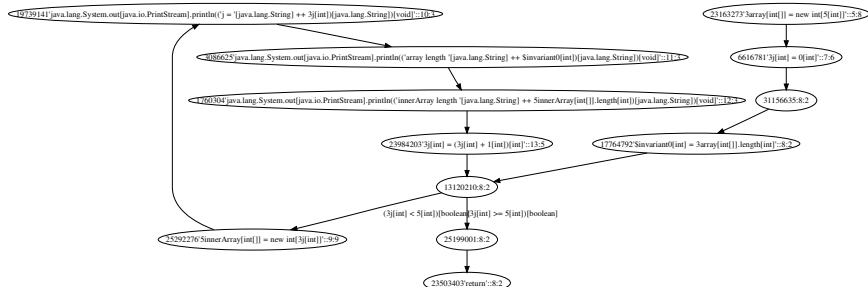 19739141'java.lang.System.out[java.io.PrintStream].println(('j = '[java.lang.String] ++ 3j[int])[java.lang.String])[void]'::10:3
23163273'3array[int[]] = new int[5[int]]'::5:8
3086625'java.lang.System.out[java.io.PrintStream].println(('array length '[java.lang.String] ++ $invariant0[int])[java.lang.String])[void]'::11:3
6616781'3j[int] = 0[int]'::7:6
1760304'java.lang.System.out[java.io.PrintStream].println(('innerArray length '[java.lang.String] ++ 5innerArray[int[]].length[int])[java.lang.String])[void]'::12:3
31156635:8:2
23984203'3j[int] = (3j[int] + 1[int])[int]'::13:5
17764792'$invariant0[int] = 3array[int[]].length[int]'::8:2
13120210:8:2
(3j[int] < 5[int])[boolean]
(3j[int] >= 5[int])[boolean]
25292276'5innerArray[int[]] = new int[3j[int]]'::9:9
25199001:8:2
23503403'return'::8:2